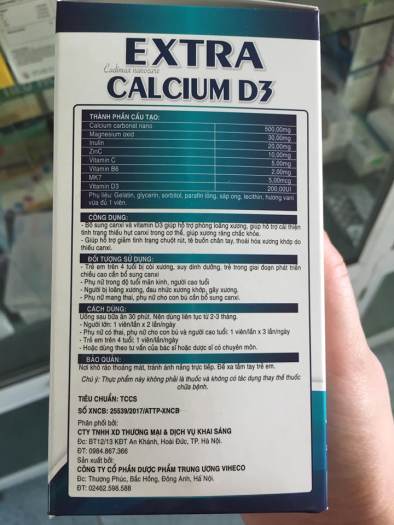 EXTRA
Cadimax nanocare
CALCIUM D3
THÀNH PHẦN CẤU TẠO:
Calcium carbonat nano 500,00mg
Magnesium oxid 30,00mg
Inulin 20,00mg
ZinC 10,00mg
Vitamin C 5,00mg
Vitamin B6 2,00mg
MK7 5,00mcg
Vitamin D3 200,00UI
Phụ liệu: Gelatin, glycerin, sorbitol, parafin lỏng, sáp ong, lecithin, hương vani
vừa đủ 1 viên.
CÔNG DỤNG:
- Bổ sung canxi và vitamin D3 giúp hỗ trợ phòng loãng xương, giúp hỗ trợ cải thiện
tình trạng thiếu hụt canxi trong cơ thể, giúp xương răng chắc khỏe.
- Giúp hỗ trợ giảm tình trạng chuột rút, tê buồn chân tay, thoái hóa xương khớp do
thiếu canxi.
ĐỐI TƯỢNG SỬ DỤNG:
- Trẻ em trên 4 tuổi bị còi xương, suy dinh dưỡng, trẻ trong giai đoạn phát triển
chiều cao cần bổ sung canxi
- Phụ nữ trong độ tuổi mãn kinh, người cao tuổi
- Người bị loãng xương, đau nhức xương khớp, gãy xương.
- Phụ nữ mang thai, phụ nữ cho con bú cần bổ sung canxi.
CÁCH DÙNG:
Uống sau bữa ăn 30 phút. Nên dùng liên tục từ 2-3 tháng.
- Người lớn: 1 viên/lần x 2 lần/ngày
- Phụ nữ có thai, phụ nữ cho con bú và người cao tuổi: 1 viên/lần x 3 lần/ngày
- Trẻ em trên 4 tuổi: 1 viên/lần/ngày
- Hoặc dùng theo tư vấn của bác sĩ hoặc dược sĩ có chuyên môn.
BẢO QUẢN:
Nơi khô ráo thoáng mát, tránh ánh nắng trực tiếp. Để xa tầm tay trẻ em.
Chú ý: Thực phẩm này không phải là thuốc và không có tác dụng thay thế thuốc
chữa bệnh.
TIÊU CHUẨN: TCCS
SỐ XNCB: 25539/2017/ATTP-XNCB
Phân phối bởi:
CTY TNHH XD THƯƠNG MẠI & DỊCH VỤ KHAI SÁNG
Đc: BT12/13 KĐT An Khánh, Hoài Đức, TP. Hà Nội.
ĐT: 0984.867.366
Sản xuất bởi:
CÔNG TY CỔ PHẦN DƯỢC PHẨM TRUNG ƯƠNG VIHECO
Đc: Thượng Phúc, Bắc Hồng, Đông Anh, Hà Nội.
ĐT: 02462.598.588